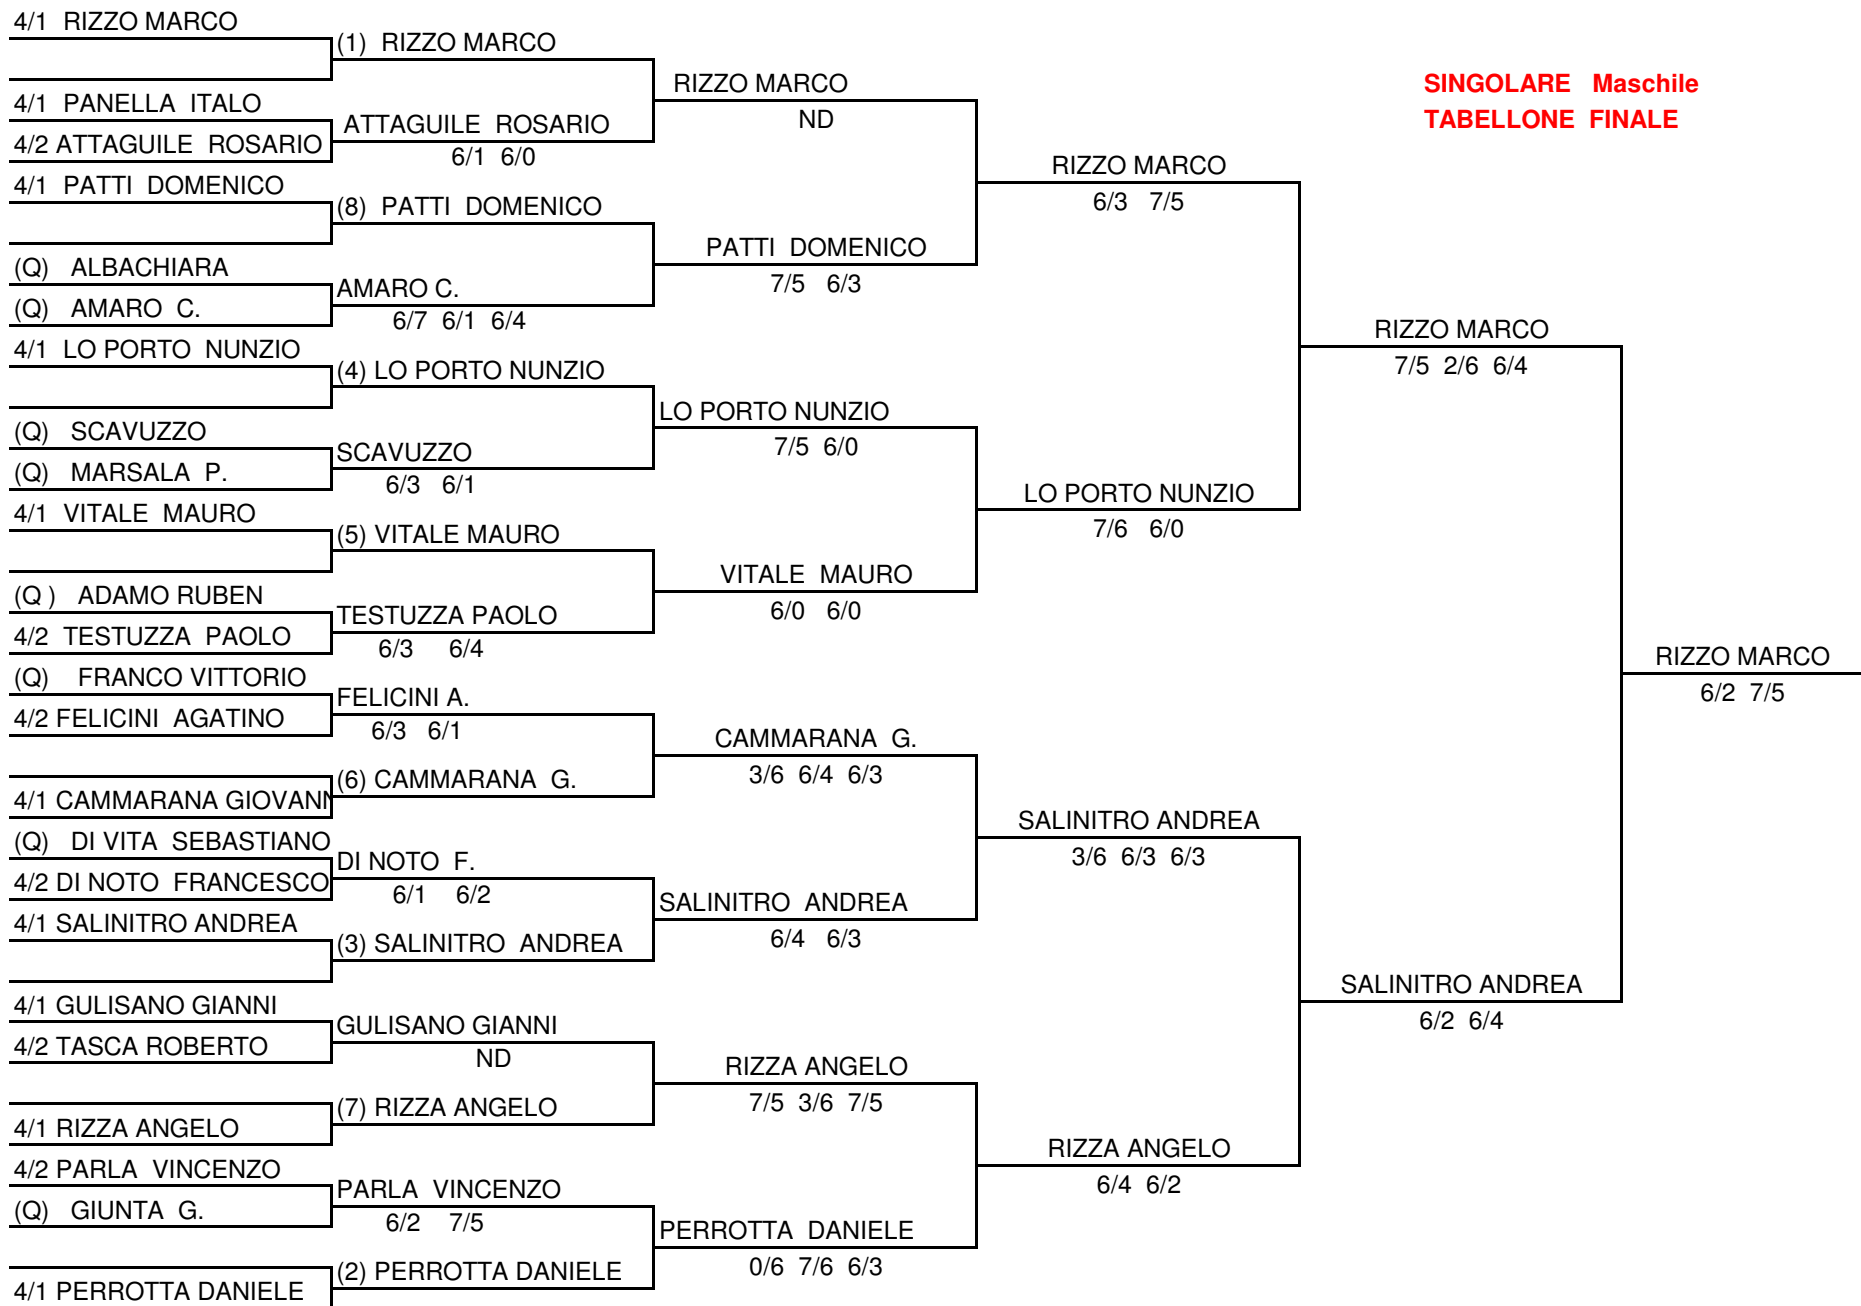 4/1 RIZZO MARCO
4/1 PANELLA ITALO
4/2 ATTAGUILE ROSARIO
4/1 PATTI DOMENICO
(Q) ALBACHIARA
(Q) AMARO C.
4/1 LO PORTO NUNZIO
(Q) SCAVUZZO
(Q) MARSALA P.
4/1 VITALE MAURO
(Q ) ADAMO RUBEN
4/2 TESTUZZA PAOLO
(Q) FRANCO VITTORIO
4/2 FELICINI AGATINO
4/1 CAMMARANA GIOVANN
(Q) DI VITA SEBASTIANO
4/2 DI NOTO FRANCESCO
4/1 SALINITRO ANDREA
4/1 GULISANO GIANNI
4/2 TASCA ROBERTO
4/1 RIZZA ANGELO
4/2 PARLA VINCENZO
(Q) GIUNTA G.
4/1 PERROTTA DANIELE
(1) RIZZO MARCO
ATTAGUILE ROSARIO
6/1 6/0
(8) PATTI DOMENICO
AMARO C.
6/7 6/1 6/4
(4) LO PORTO NUNZIO
SCAVUZZO
6/3 6/1
(5) VITALE MAURO
TESTUZZA PAOLO
6/3 6/4
FELICINI A.
6/3 6/1
(6) CAMMARANA G.
DI NOTO F.
6/1 6/2
(3) SALINITRO ANDREA
GULISANO GIANNI
ND
(7) RIZZA ANGELO
PARLA VINCENZO
6/2 7/5
(2) PERROTTA DANIELE
RIZZO MARCO
ND
PATTI DOMENICO
7/5 6/3
LO PORTO NUNZIO
7/5 6/0
VITALE MAURO
6/0 6/0
CAMMARANA G.
3/6 6/4 6/3
SALINITRO ANDREA
6/4 6/3
RIZZA ANGELO
7/5 3/6 7/5
PERROTTA DANIELE
0/6 7/6 6/3
RIZZO MARCO
6/3 7/5
LO PORTO NUNZIO
7/6 6/0
SALINITRO ANDREA
3/6 6/3 6/3
RIZZA ANGELO
6/4 6/2
SINGOLARE Maschile
TABELLONE FINALE
RIZZO MARCO
7/5 2/6 6/4
SALINITRO ANDREA
6/2 6/4
RIZZO MARCO
6/2 7/5